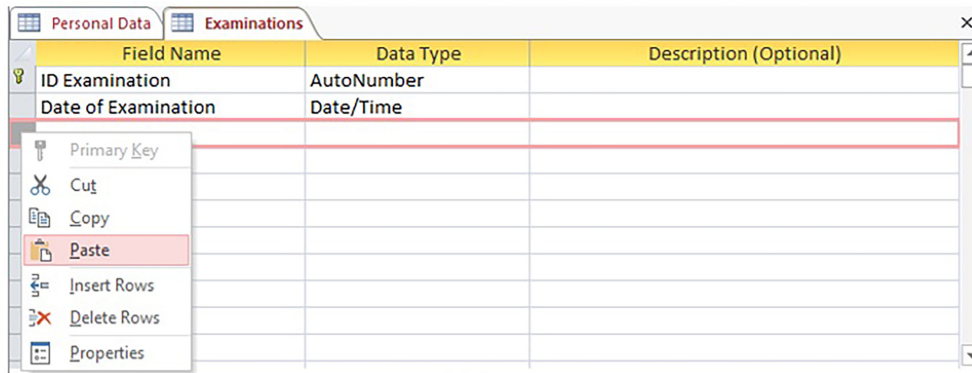 Personal Data Examinations ×
Field Name Data Type Description (Optional)
ID Examination AutoNumber
Date of Examination Date/Time
Primary Key
Cut
Copy
Paste
Insert Rows
Delete Rows
Properties